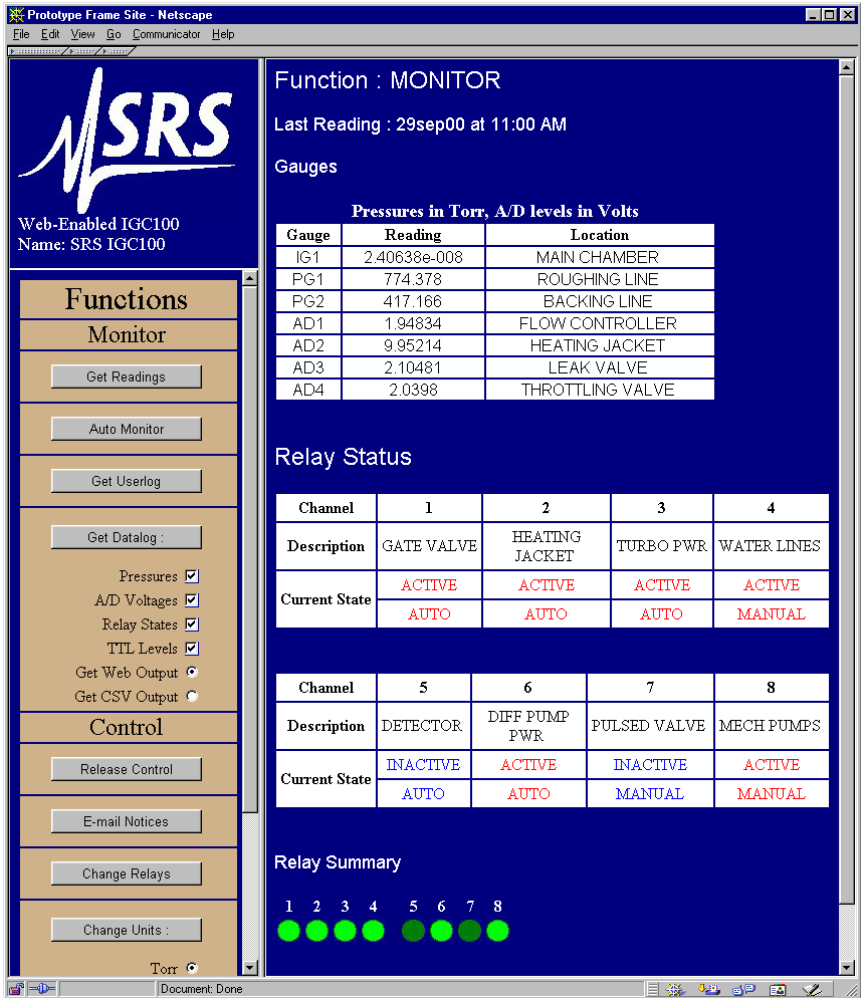 Prototype Frame Site - Netscape
File Edit View Go Communicator Help
SRS
Web-Enabled IGC100
Name: SRS IGC100
Functions
Monitor
Get Readings
Auto Monitor
Get Userlog
Get Datalog :
Pressures
A/D Voltages
Relay States
TTL Levels
Get Web Output
Get CSV Output
Control
Release Control
E-mail Notices
Change Relays
Change Units :
Torr
Function : MONITOR
Last Reading : 29sep00 at 11:00 AM
Gauges
Pressures in Torr, A/D levels in Volts
Gauge Reading Location
IG1 2.40638e-008 MAIN CHAMBER
PG1 774.378 ROUGHING LINE
PG2 417.166 BACKING LINE
AD1 1.94834 FLOW CONTROLLER
AD2 9.95214 HEATING JACKET
AD3 2.10481 LEAK VALVE
AD4 2.0398 THROTTLING VALVE
Relay Status
Channel 1 2 3 4
Description GATE VALVE HEATING JACKET TURBO PWR WATER LINES
Current State ACTIVE ACTIVE ACTIVE ACTIVE
AUTO AUTO AUTO MANUAL
Channel 5 6 7 8
Description DETECTOR DIFF PUMP PWR PULSED VALVE MECH PUMPS
Current State INACTIVE ACTIVE INACTIVE ACTIVE
AUTO AUTO MANUAL MANUAL
Relay Summary
1 2 3 4 5 6 7 8
Document: Done